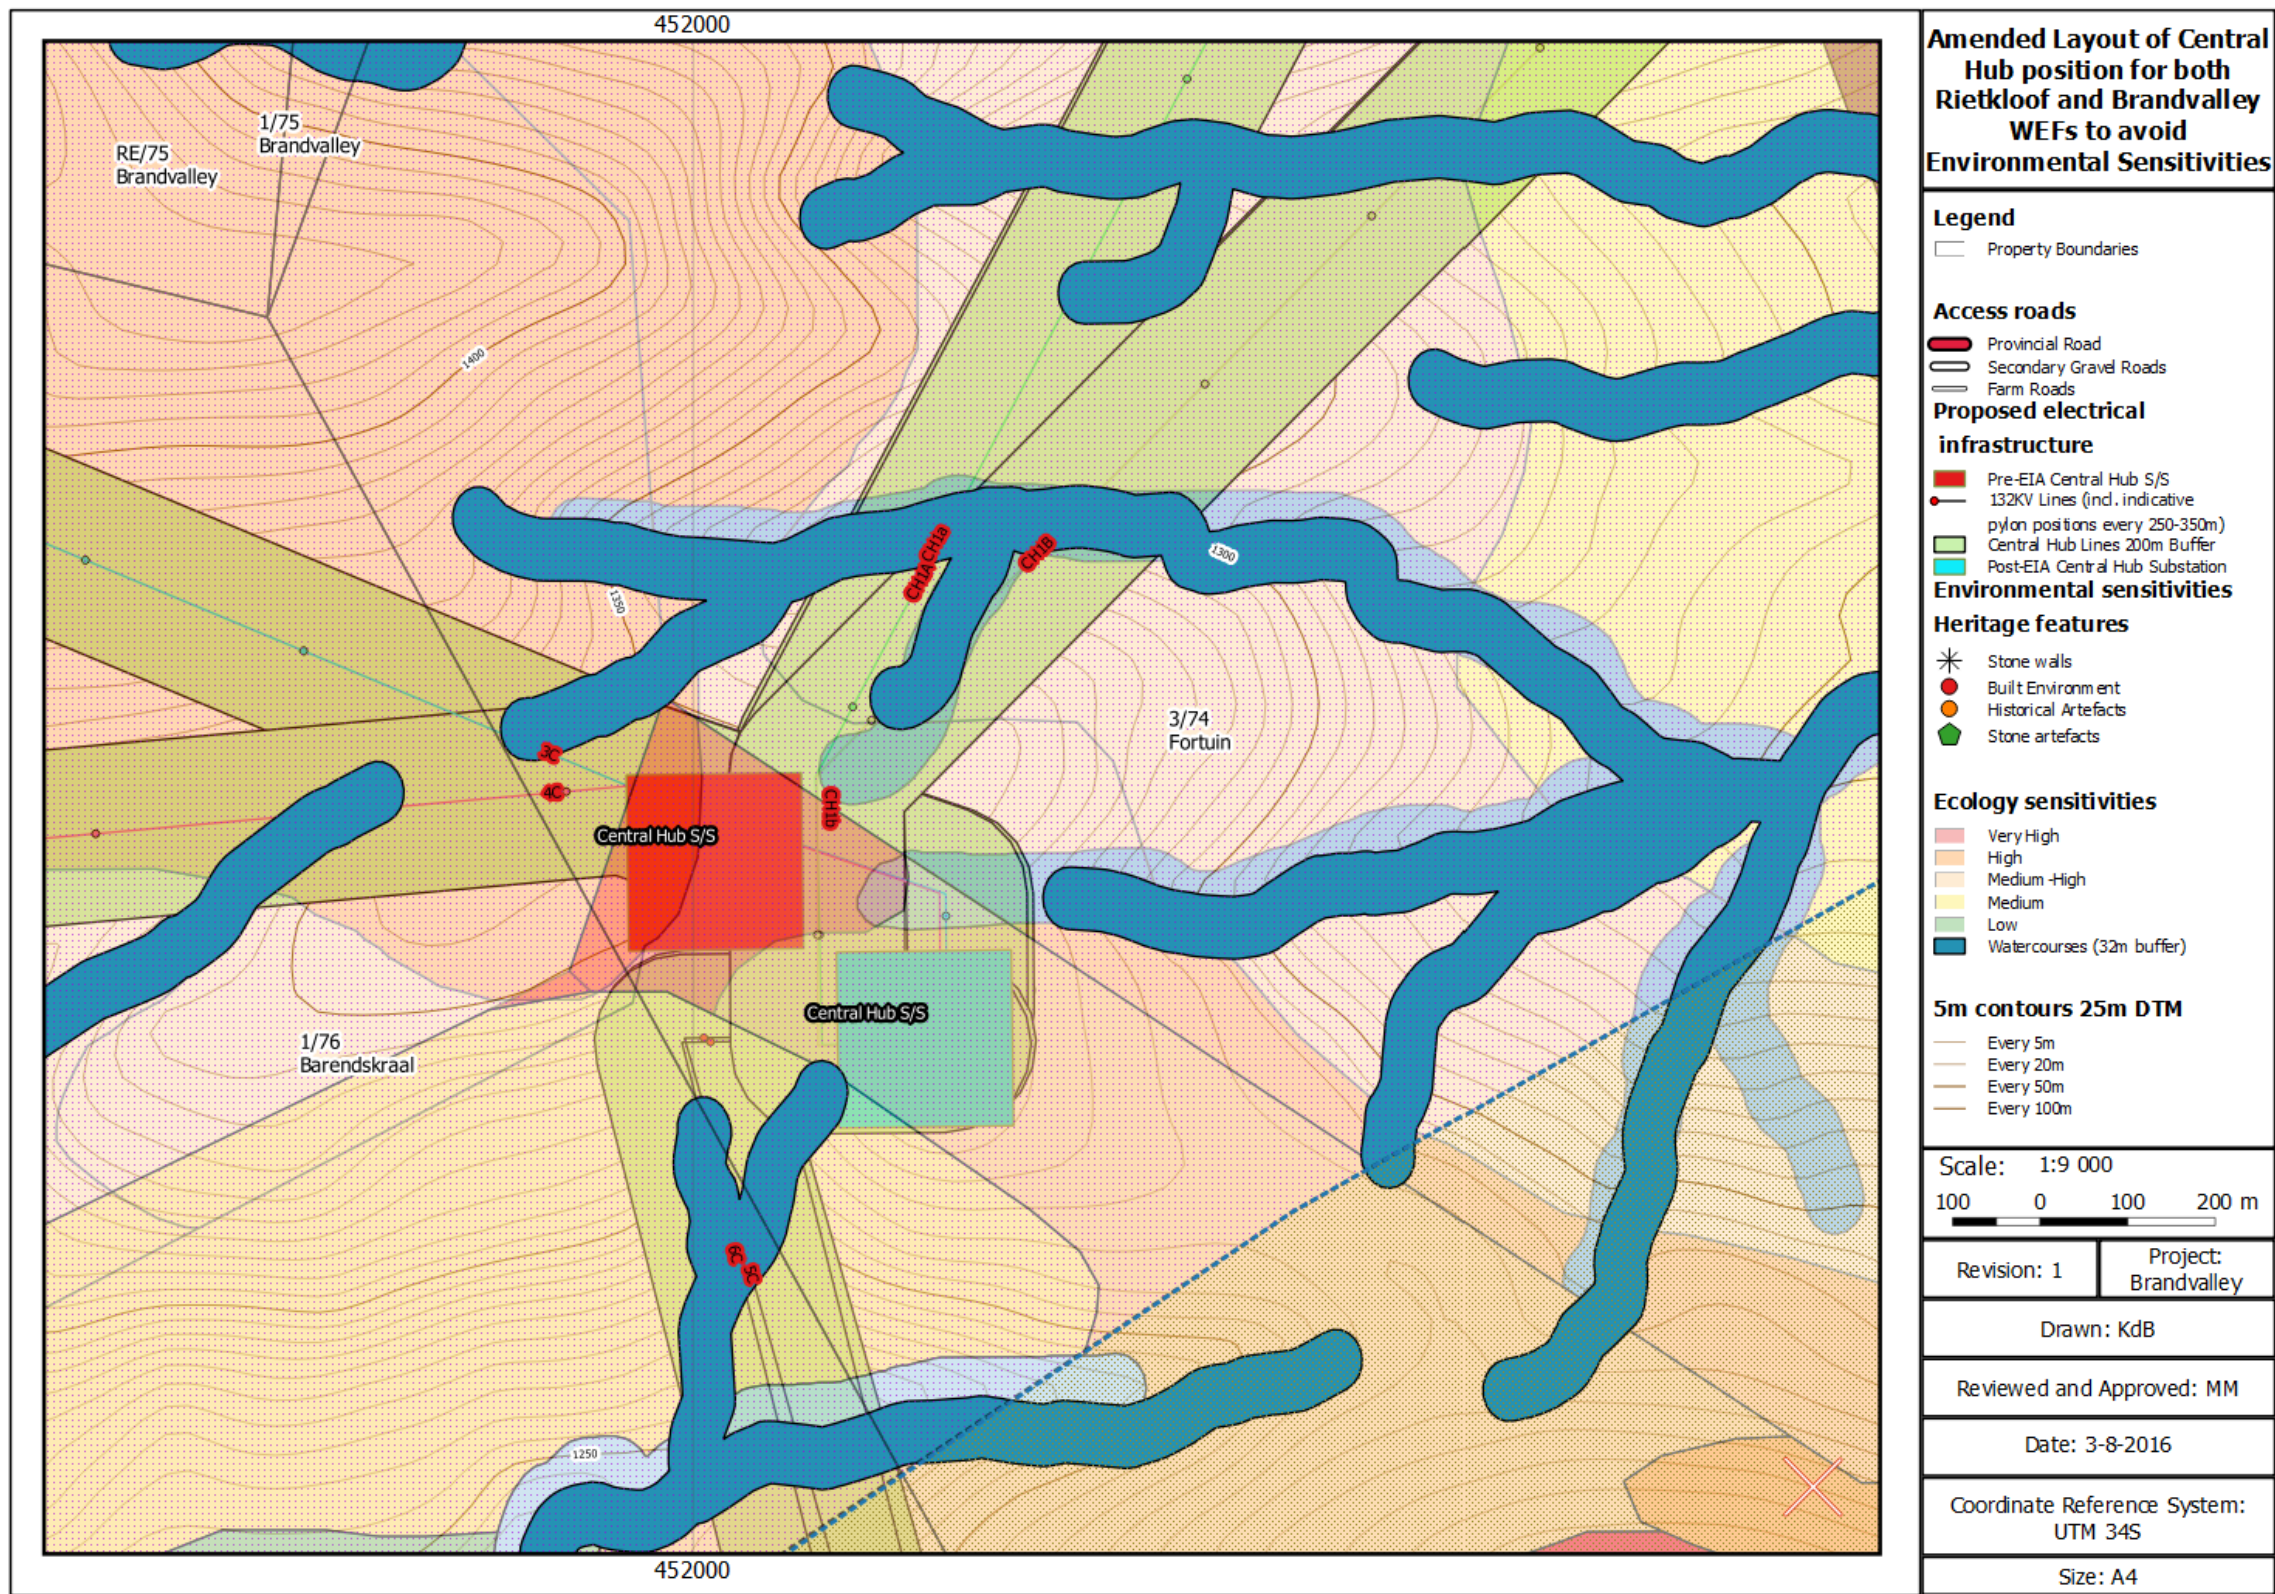 452000
Amended Layout of Central
Hub position for both
Rietkloof and Brandvalley
WEFs to avoid
Environmental Sensitivities
Legend
Property Boundaries
Access roads
Provincial Road
Secondary Gravel Roads
Farm Roads
Proposed electrical
infrastructure
Pre-EIA Central Hub S/S
132KV Lines (incl. indicative
pylon positions every 250-350m)
Central Hub Lines 200m Buffer
Post-EIA Central Hub Substation
Environmental sensitivities
Heritage features
Stone walls
Built Environment
Historical Artefacts
Stone artefacts
Ecology sensitivities
Very High
High
Medium -High
Medium
Low
Watercourses (32m buffer)
5m contours 25m DTM
Every 5m
Every 20m
Every 50m
Every 100m
Scale: 1:9 000
100 0 100 200 m
Revision: 1
Project:
Brandvalley
Drawn: KdB
Reviewed and Approved: MM
Date: 3-8-2016
Coordinate Reference System:
UTM 34S
Size: A4
1/75
Brandvalley
RE/75
Brandvalley
1400
CH1a
CH1A
CH1B
1300
1350
3/74
Fortuin
3C
4C
CH1b
Central Hub S/S
Central Hub S/S
1/76
Barendskraal
6C
5C
1250
452000